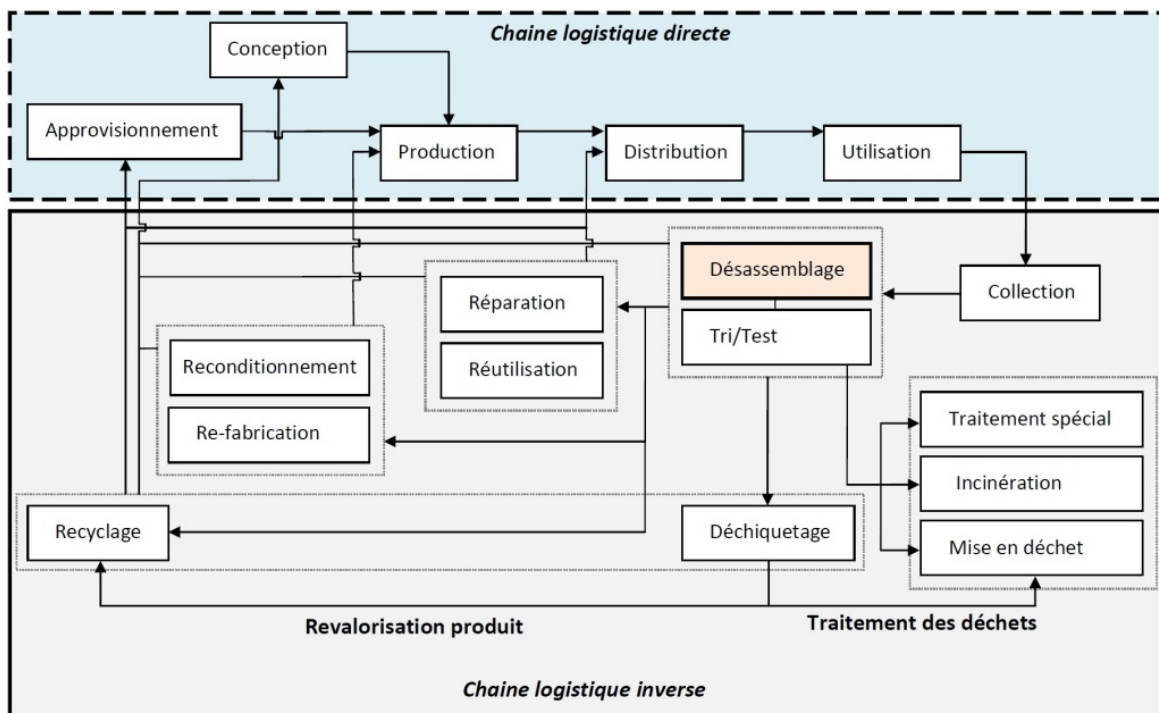 Chaine logistique directe
Conception
Approvisionnement
Production
Distribution
Utilisation
Désassemblage
Collection
Réparation
Tri/Test
Reconditionnement
Réutilisation
Traitement spécial
Re-fabrication
Incinération
Recyclage
Déchiquetage
Mise en déchet
Revalorisation produit
Traitement des déchets
Chaine logistique inverse